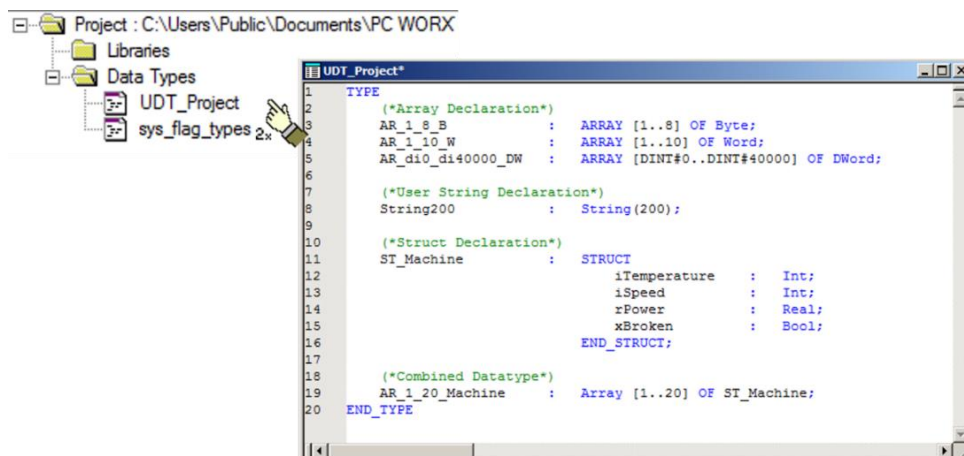 Project : C:\Users\Public\Documents\PC WORX
Libraries
Data Types
UDT_Project
sys_flag_types
2x
UDT_Project*
1 TYPE
2 (*Array Declaration*)
3 AR_1_8_B : ARRAY [1..8] OF Byte;
4 AR_1_10_W : ARRAY [1..10] OF Word;
5 AR_di0_di40000_DW : ARRAY [DINT#0..DINT#40000] OF DWord;
6
7 (*User String Declaration*)
8 String200 : String(200);
9
10 (*Struct Declaration*)
11 ST_Machine : STRUCT
12 iTemperature : Int;
13 iSpeed : Int;
14 rPower : Real;
15 xBroken : Bool;
16 END_STRUCT;
17
18 (*Combined Datatype*)
19 AR_1_20_Machine : Array [1..20] OF ST_Machine;
20 END_TYPE